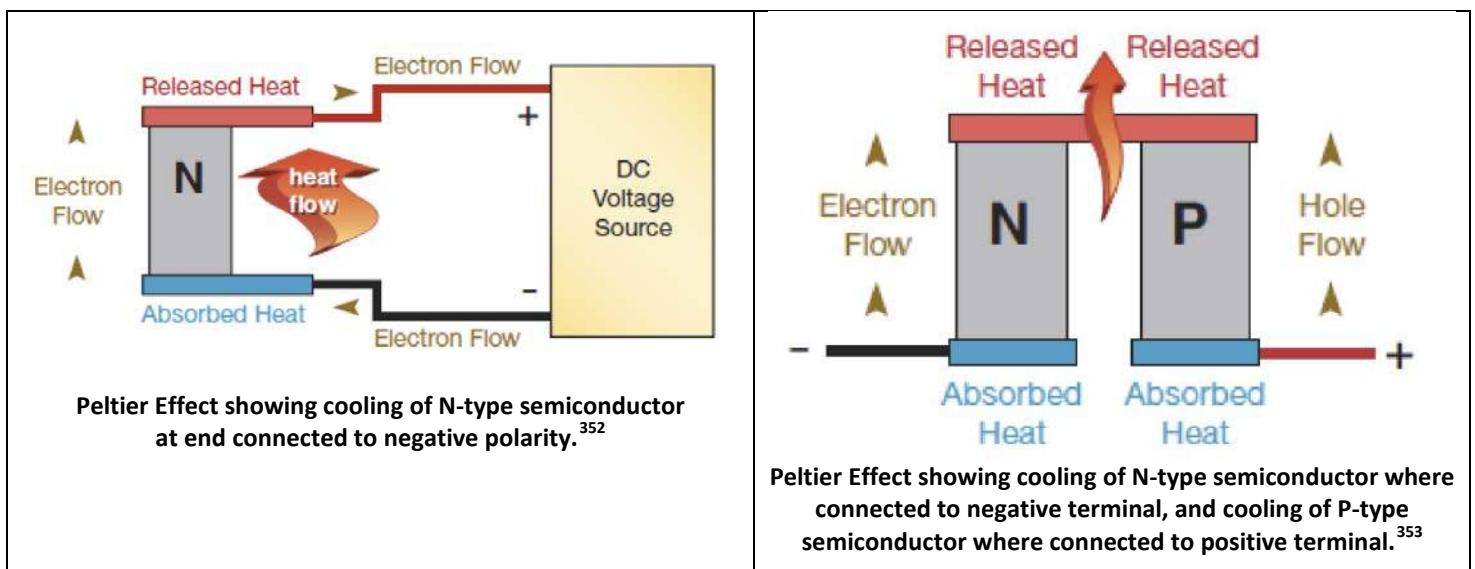 Electron Flow
Released Heat
+
N
heat
flow
Electron
Flow
DC
Voltage
Source
-
Absorbed Heat
Electron Flow
Peltier Effect showing cooling of N-type semiconductor
at end connected to negative polarity.352
Released
Heat
Released
Heat
Electron
Flow
N
P
Hole
Flow
-
+
Absorbed
Heat
Absorbed
Heat
Peltier Effect showing cooling of N-type semiconductor where
connected to negative terminal, and cooling of P-type
semiconductor where connected to positive terminal.353